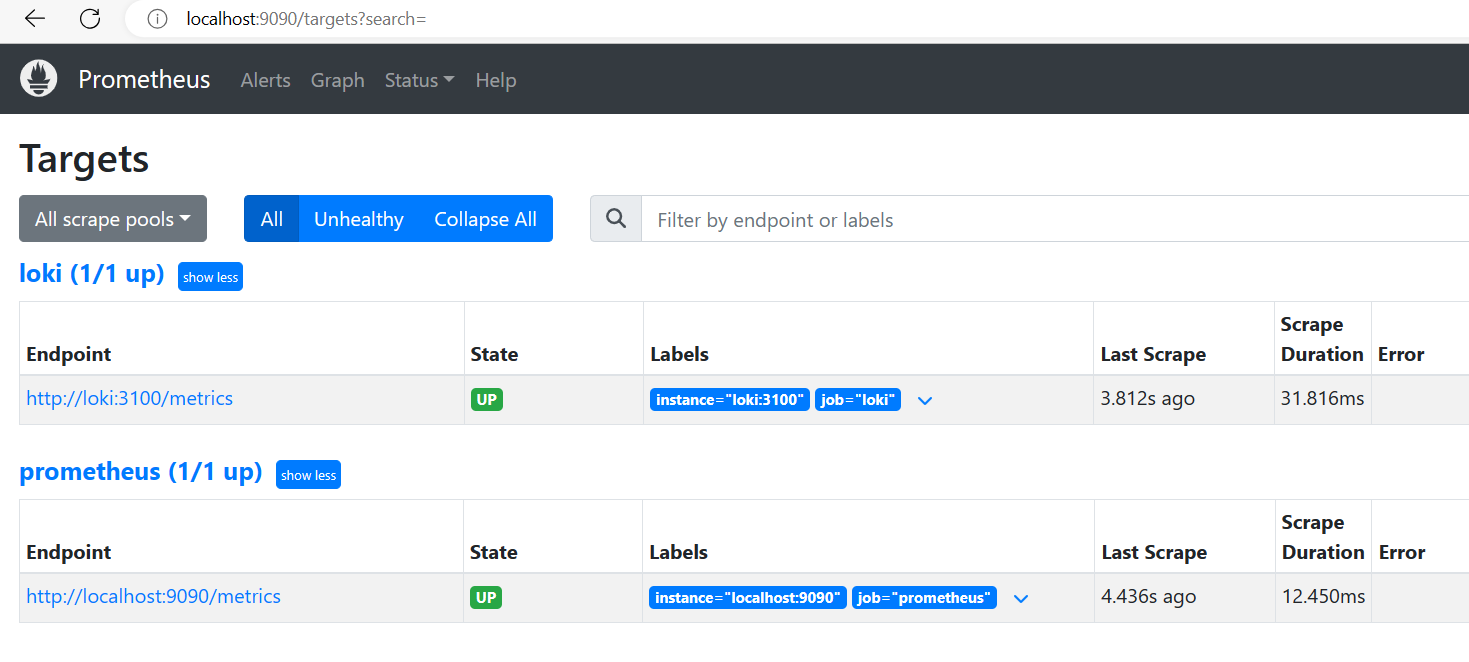 localhost:9090/targets?search=
Prometheus Alerts Graph Status Help
Targets
All scrape pools All Unhealthy Collapse All Filter by endpoint or labels
loki (1/1 up) show less
Endpoint State Labels Last Scrape Scrape Duration Error
http://loki:3100/metrics UP instance="loki:3100" job="loki" 3.812s ago 31.816ms
prometheus (1/1 up) show less
Endpoint State Labels Last Scrape Scrape Duration Error
http://localhost:9090/metrics UP instance="localhost:9090" job="prometheus" 4.436s ago 12.450ms